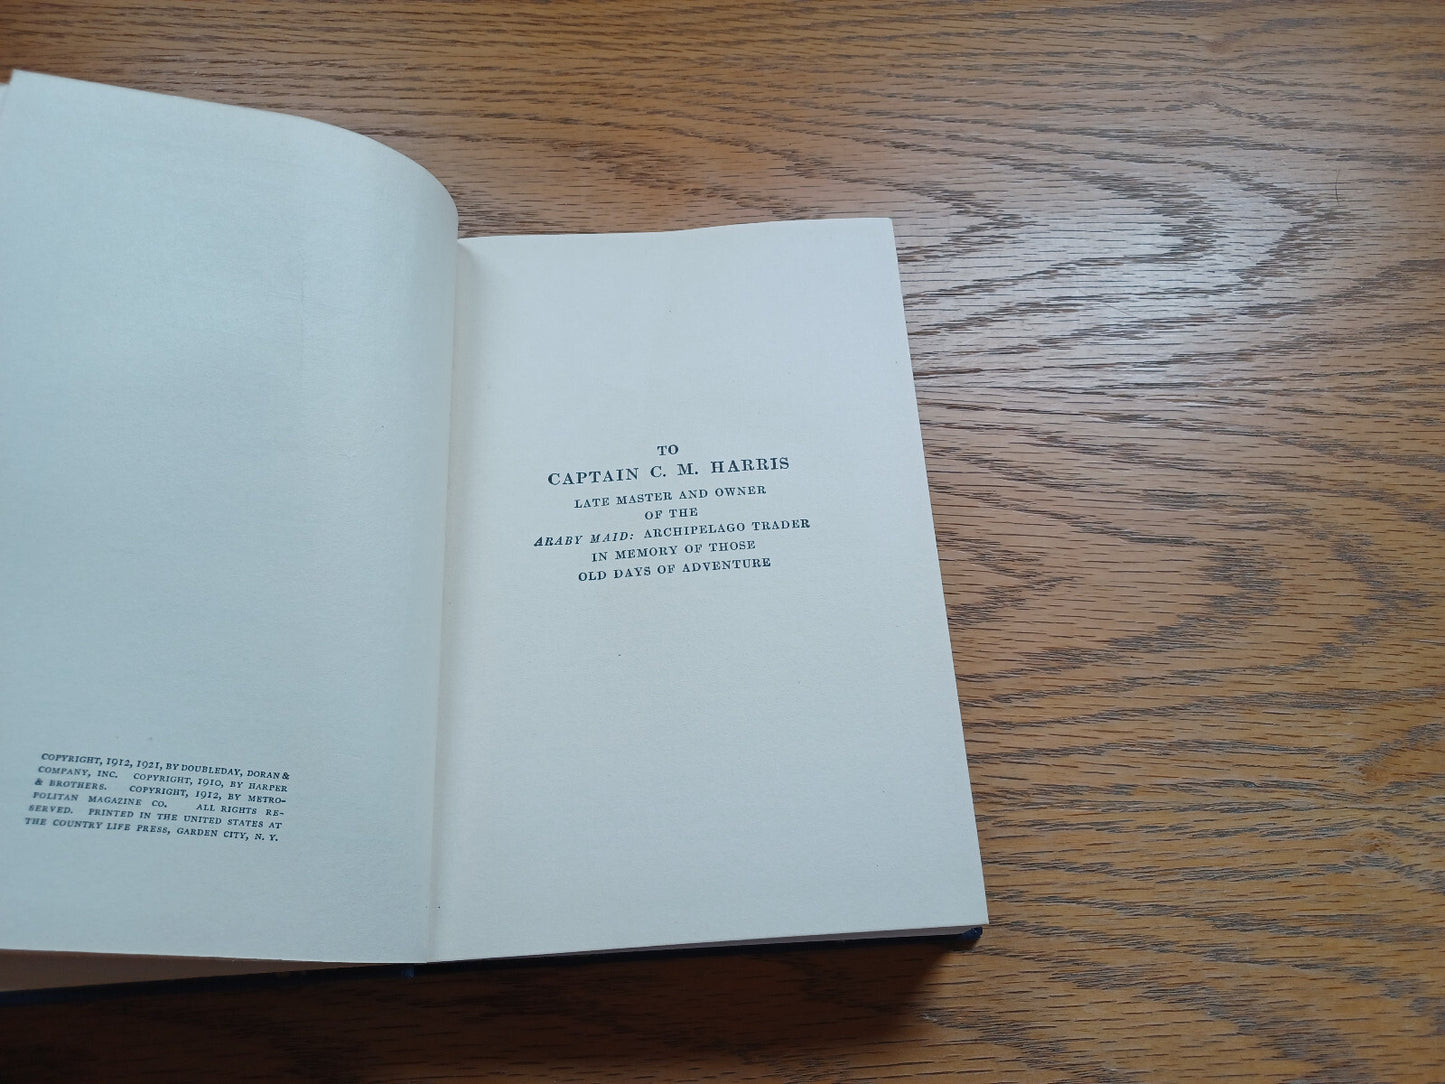 COPYRIGHT, 1912, 1921, BY DOUBLEDAY, DORAN &
COMPANY, INC. COPYRIGHT, 1910, BY HARPER
& BROTHERS. COPYRIGHT, 1912, BY METRO-
POLITAN MAGAZINE CO. ALL RIGHTS RE-
SERVED. PRINTED IN THE UNITED STATES AT
THE COUNTRY LIFE PRESS, GARDEN CITY, N. Y.
TO
CAPTAIN C. M. HARRIS
LATE MASTER AND OWNER
OF THE
ARABY MAID: ARCHIPELAGO TRADER
IN MEMORY OF THOSE
OLD DAYS OF ADVENTURE